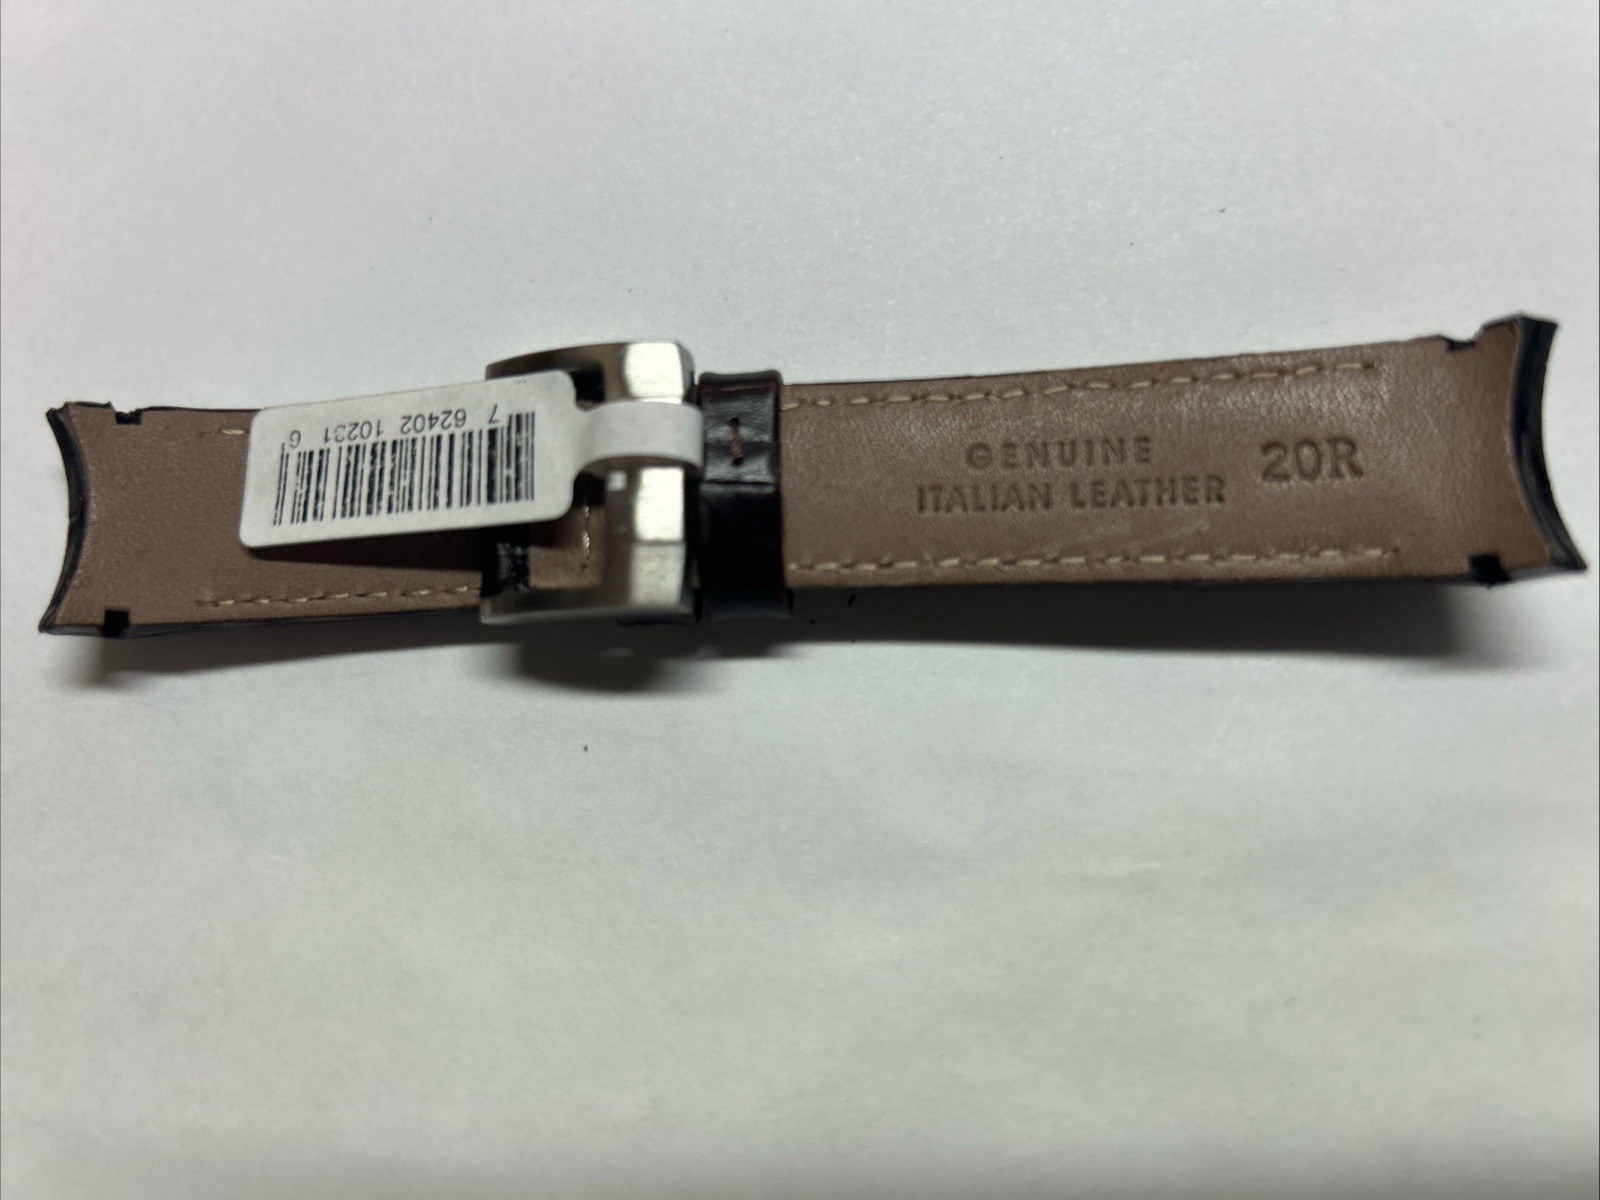 7 62402 10231 6
GENUINE
ITALIAN LEATHER
20R